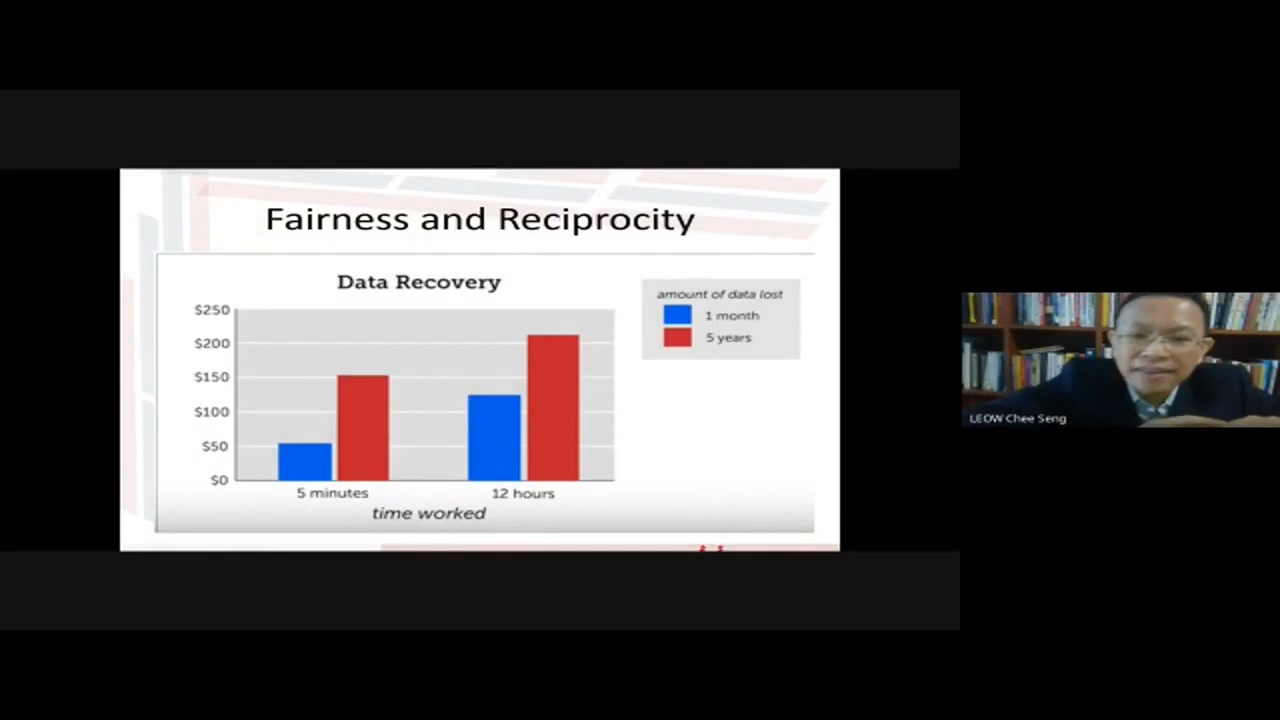 Fairness and Reciprocity
Data Recovery
amount of data lost
1 month
5 years
$250
$200
$150
$100
$50
$0
5 minutes
12 hours
time worked
LEOW Chee Seng